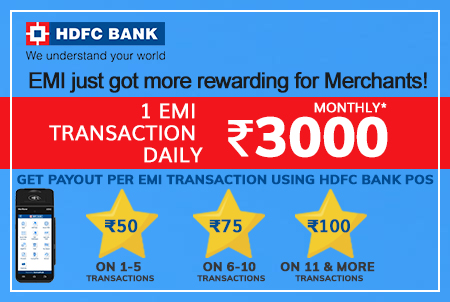 HDFC BANK
We understand your world
EMI just got more rewarding for Merchants!
1 EMI
TRANSACTION
DAILY
MONTHLY*
₹3000
GET PAYOUT PER EMI TRANSACTION USING HDFC BANK POS
₹50 ₹75 ₹100
ON 1-5 ON 6-10 ON 11 & MORE
TRANSACTIONS TRANSACTIONS TRANSACTIONS